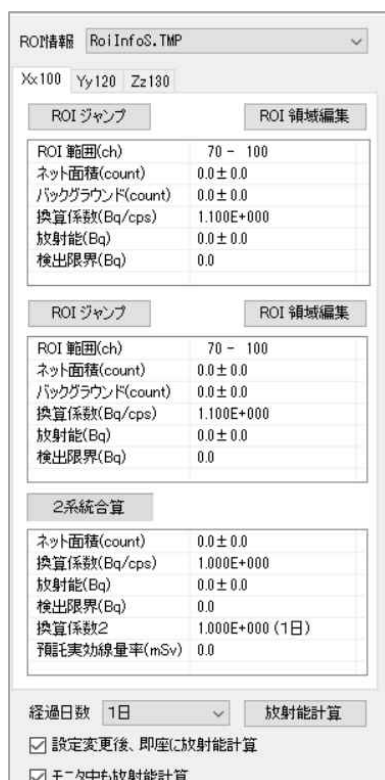 ROI情報 RoiInfoS.TMP
Xx100 Yy120 Zz130
ROI ジャンプ ROI 領域編集
ROI 範囲(ch) 70 - 100
ネット面積(count) 0.0± 0.0
バックグラウンド(count) 0.0± 0.0
換算係数(Bq/cps) 1.100E+000
放射能(Bq) 0.0± 0.0
検出限界(Bq) 0.0
ROI ジャンプ ROI 領域編集
ROI 範囲(ch) 70 - 100
ネット面積(count) 0.0± 0.0
バックグラウンド(count) 0.0± 0.0
換算係数(Bq/cps) 1.100E+000
放射能(Bq) 0.0± 0.0
検出限界(Bq) 0.0
2系統合算
ネット面積(count) 0.0± 0.0
換算係数(Bq/cps) 1.000E+000
放射能(Bq) 0.0± 0.0
検出限界(Bq) 0.0
換算係数2 1.000E+000 (1日)
預託実効線量率(mSv) 0.0
経過日数 1日 放射能計算
設定変更後、即座に放射能計算
モニタ中も放射能計算